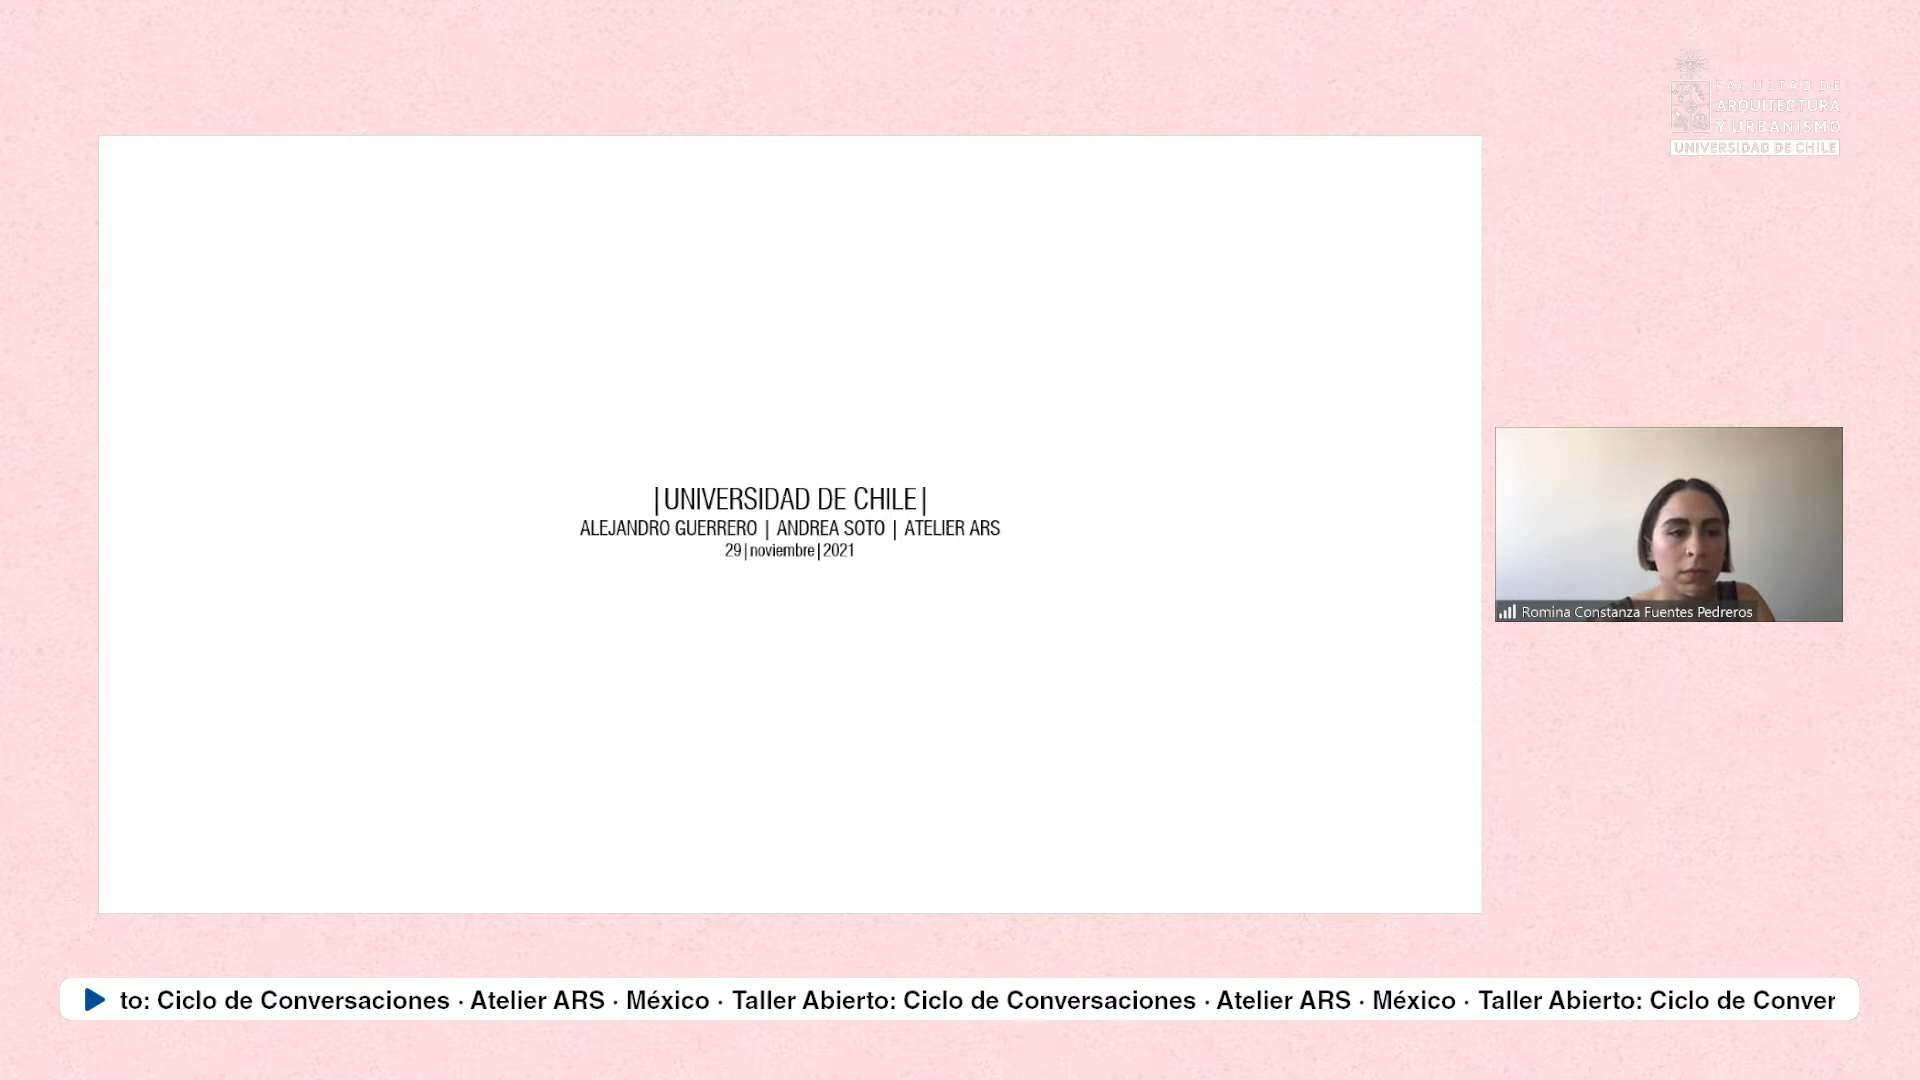 FACULTAD DE
ARQUITECTURA
Y URBANISMO
UNIVERSIDAD DE CHILE
|UNIVERSIDAD DE CHILE|
ALEJANDRO GUERRERO | ANDREA SOTO | ATELIER ARS
29|noviembre|2021
Romina Constanza Fuentes Pedreros
to: Ciclo de Conversaciones · Atelier ARS · México · Taller Abierto: Ciclo de Conversaciones · Atelier ARS · México · Taller Abierto: Ciclo de Conver